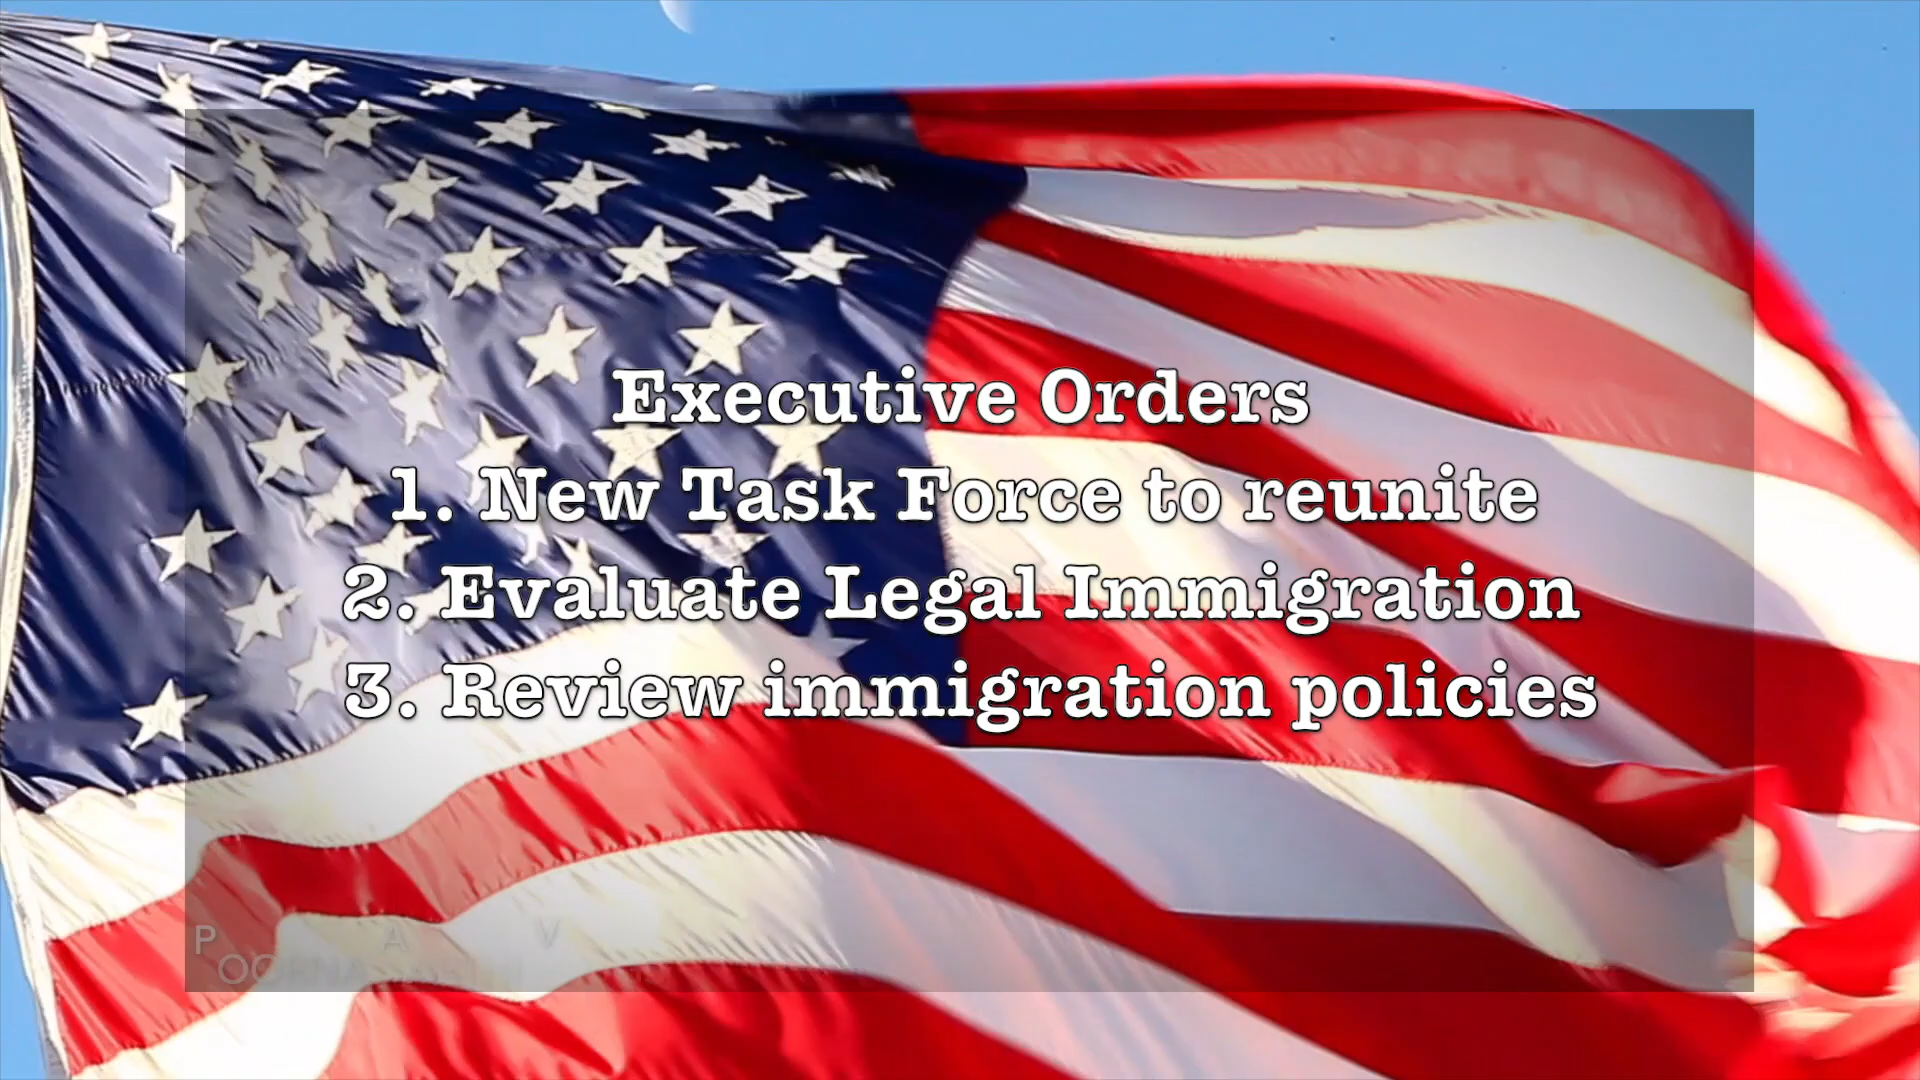 Executive Orders
1. New Task Force to reunite
2. Evaluate Legal Immigration
3. Review immigration policies